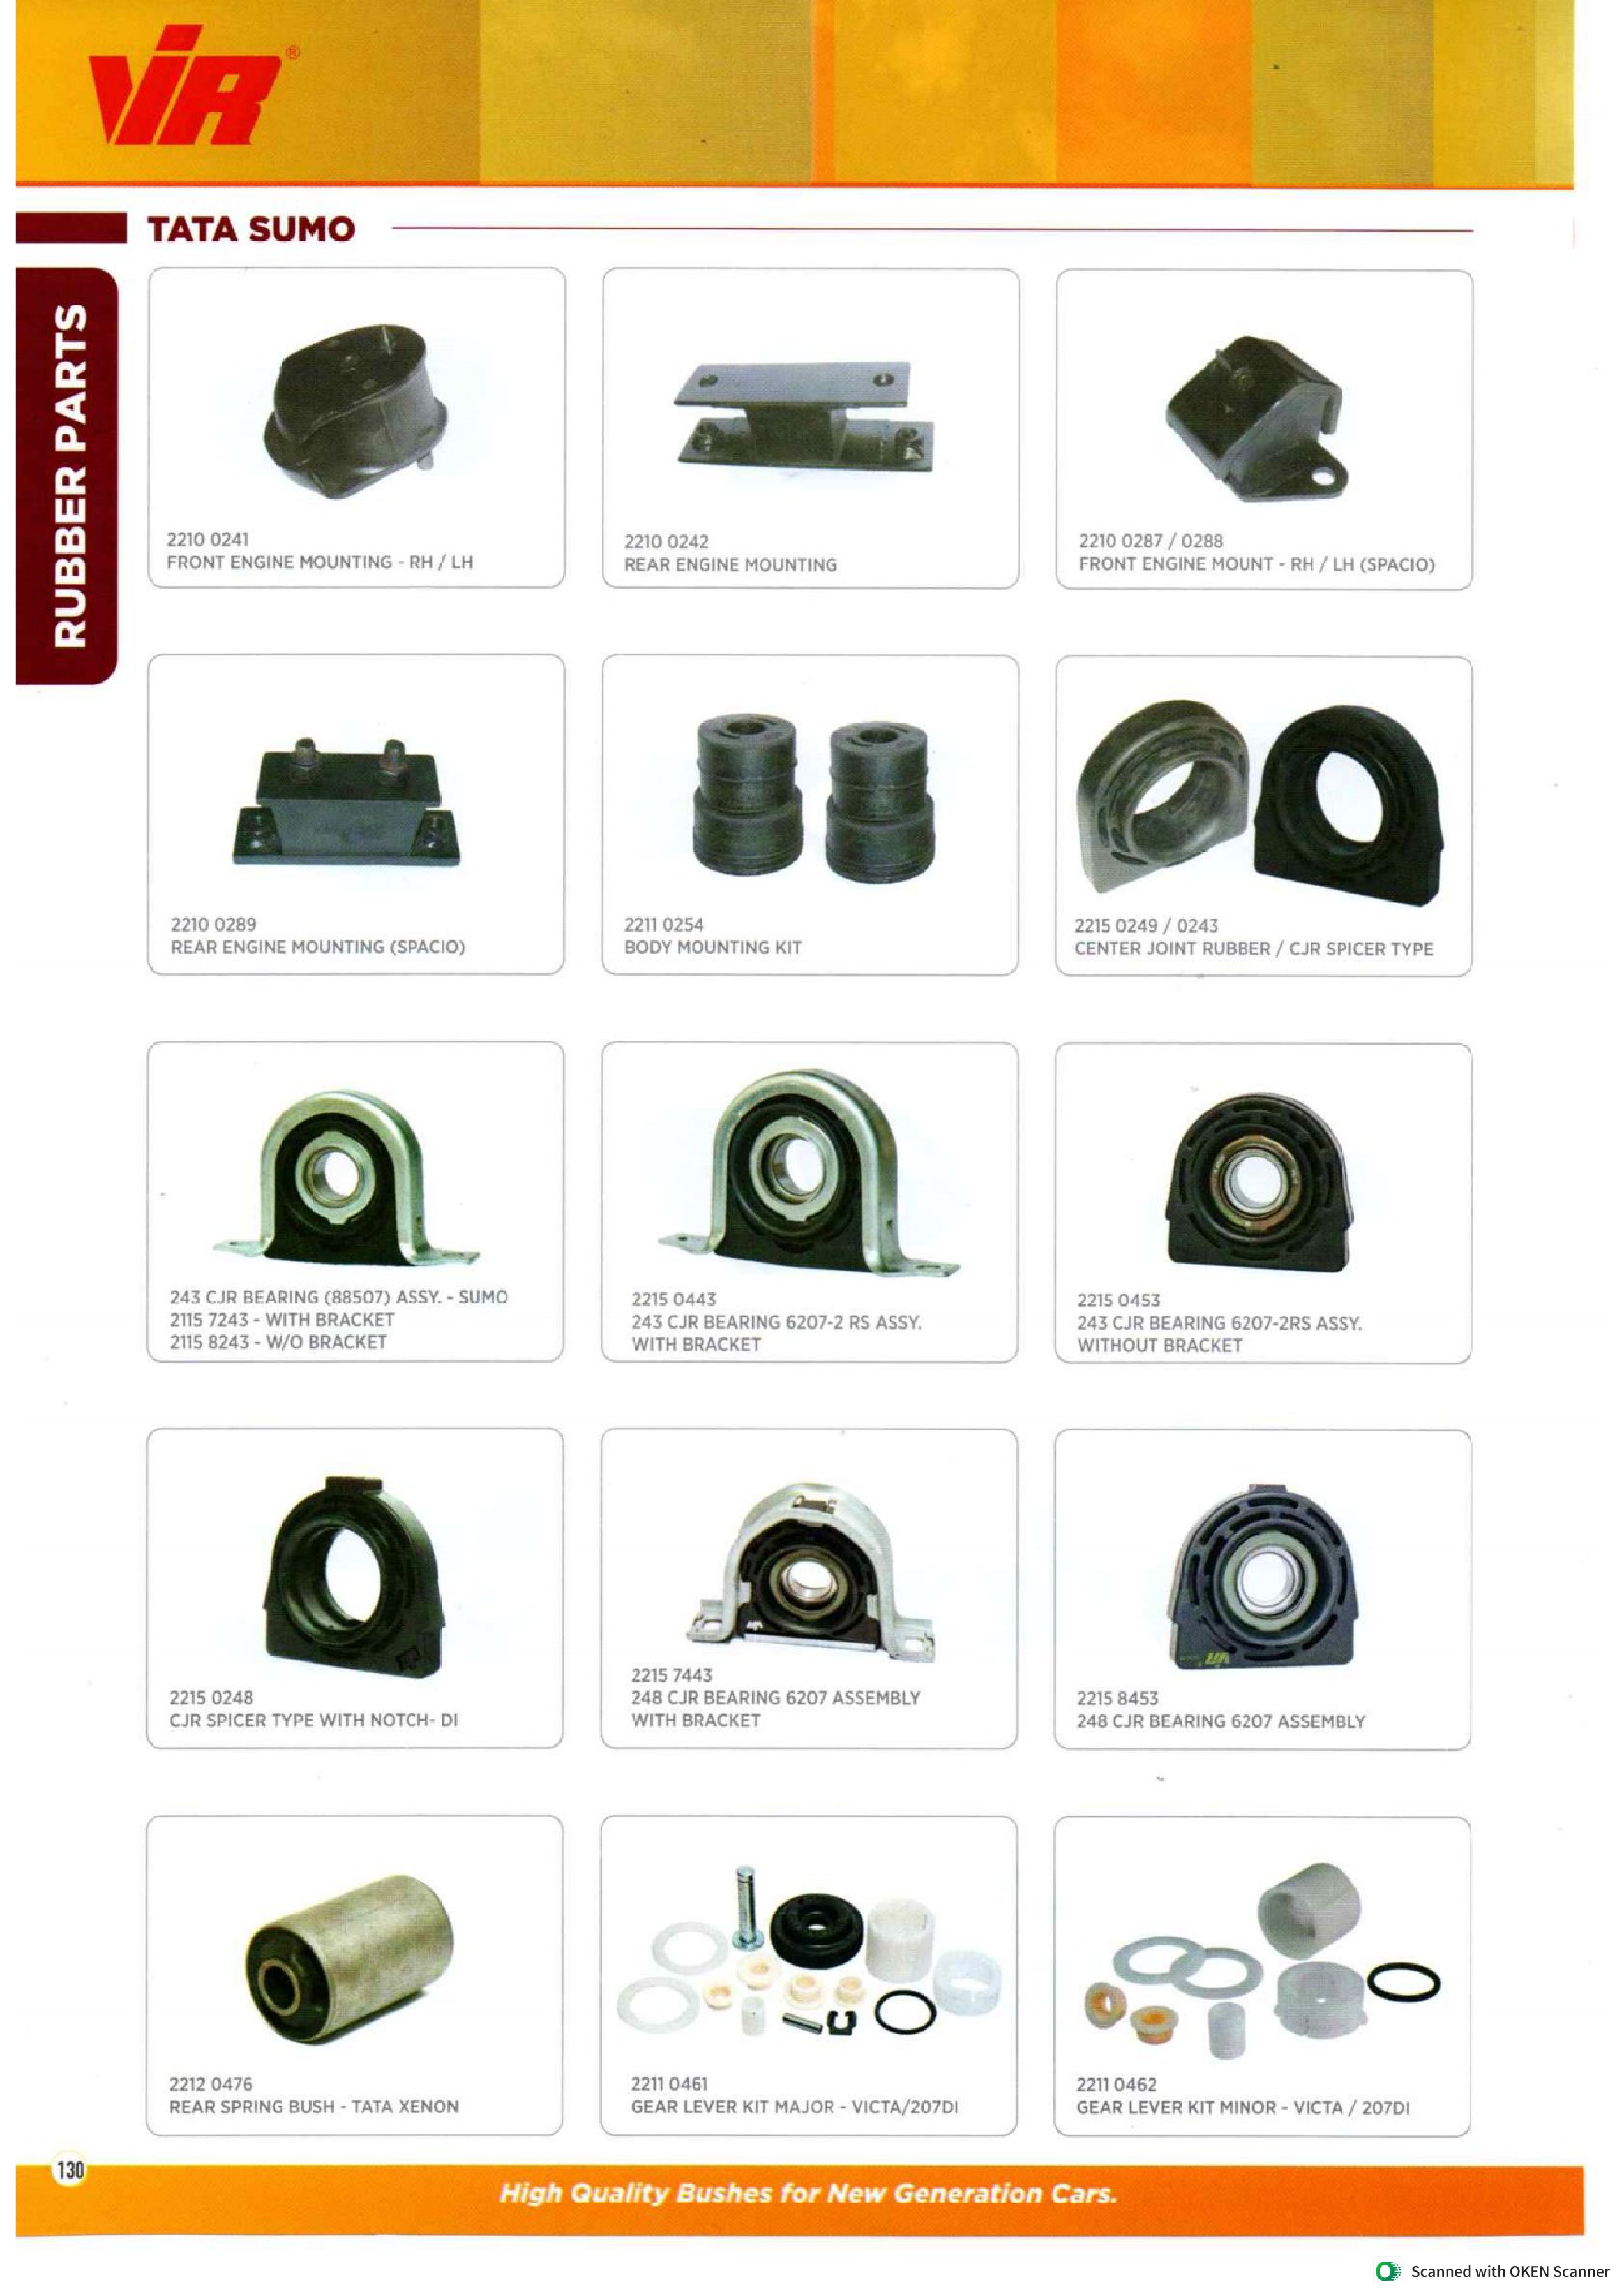 VIR ®
TATA SUMO
RUBBER PARTS
2210 0241
FRONT ENGINE MOUNTING - RH / LH
2210 0242
REAR ENGINE MOUNTING
2210 0287 / 0288
FRONT ENGINE MOUNT - RH / LH (SPACIO)
2210 0289
REAR ENGINE MOUNTING (SPACIO)
2211 0254
BODY MOUNTING KIT
2215 0249 / 0243
CENTER JOINT RUBBER / CJR SPICER TYPE
243 CJR BEARING (88507) ASSY. - SUMO
2115 7243 - WITH BRACKET
2115 8243 - W/O BRACKET
2215 0443
243 CJR BEARING 6207-2 RS ASSY.
WITH BRACKET
2215 0453
243 CJR BEARING 6207-2RS ASSY.
WITHOUT BRACKET
2215 0248
CJR SPICER TYPE WITH NOTCH- DI
2215 7443
248 CJR BEARING 6207 ASSEMBLY
WITH BRACKET
VIR
2215 8453
248 CJR BEARING 6207 ASSEMBLY
2212 0476
REAR SPRING BUSH - TATA XENON
2211 0461
GEAR LEVER KIT MAJOR - VICTA/207DI
2211 0462
GEAR LEVER KIT MINOR - VICTA / 207DI
130
High Quality Bushes for New Generation Cars.
Scanned with OKEN Scanner